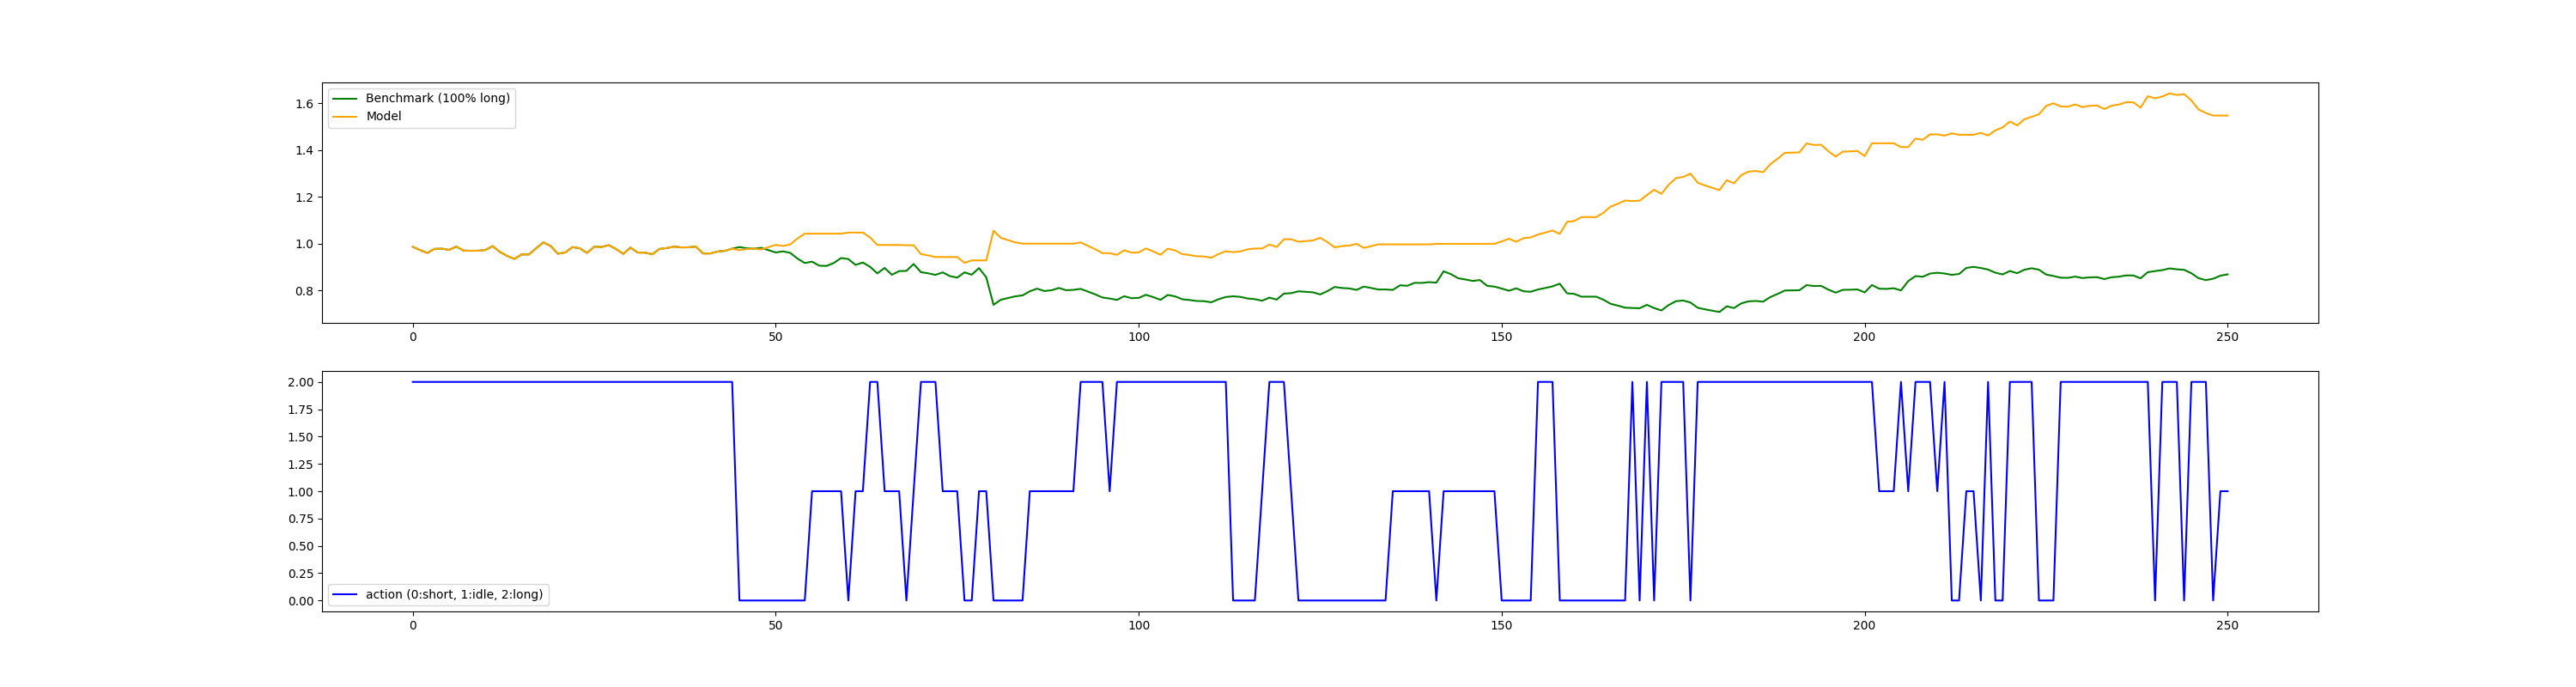 1.6
1.4
1.2
1.0
0.8
Benchmark (100% long)
Model
0 50 100 150 200 250
2.00
1.75
1.50
1.25
1.00
0.75
0.50
0.25
0.00
action (0:short, 1:idle, 2:long)
0 50 100 150 200 250